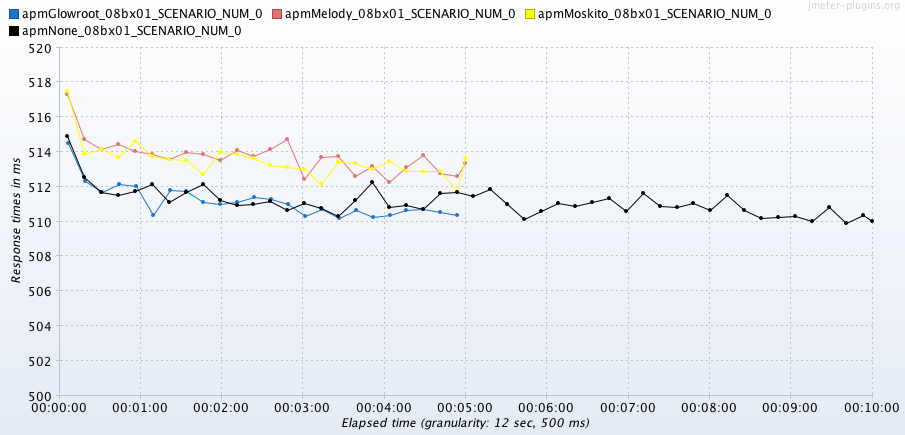 jmeter-plugins.org
apmGlowroot_08bx01_SCENARIO_NUM_0 apmMelody_08bx01_SCENARIO_NUM_0 apmMoskito_08bx01_SCENARIO_NUM_0
apmNone_08bx01_SCENARIO_NUM_0
520
518
516
514
512
510
508
506
504
502
500
Response times in ms
00:00:00 00:01:00 00:02:00 00:03:00 00:04:00 00:05:00 00:06:00 00:07:00 00:08:00 00:09:00 00:10:00
Elapsed time (granularity: 12 sec, 500 ms)